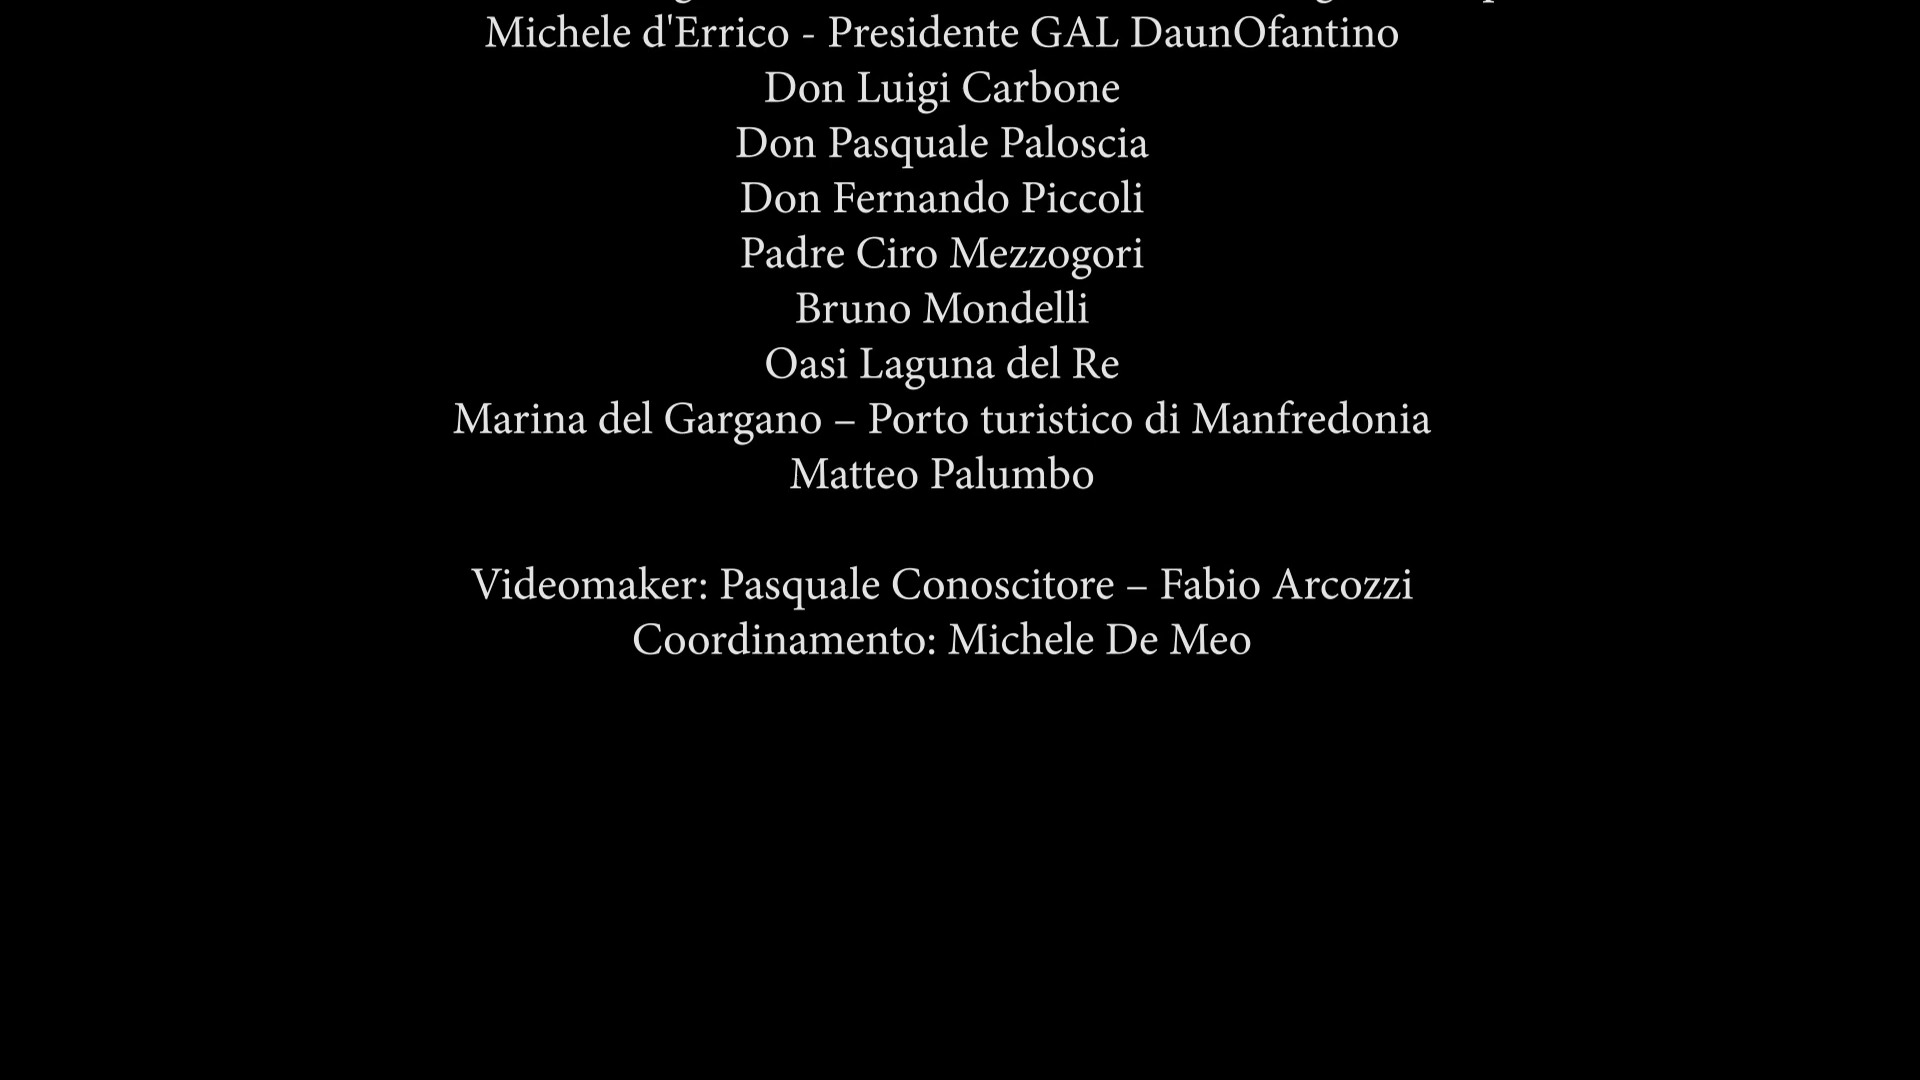 Michele d'Errico - Presidente GAL DaunOfantino
Don Luigi Carbone
Don Pasquale Paloscia
Don Fernando Piccoli
Padre Ciro Mezzogori
Bruno Mondelli
Oasi Laguna del Re
Marina del Gargano – Porto turistico di Manfredonia
Matteo Palumbo
Videomaker: Pasquale Conoscitore – Fabio Arcozzi
Coordinamento: Michele De Meo